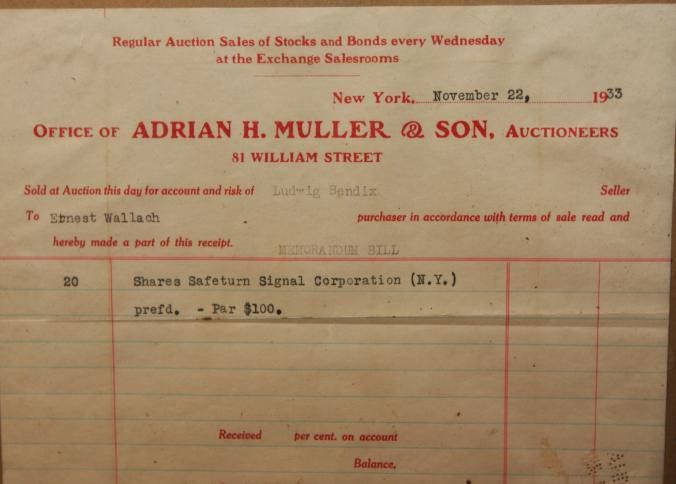 Regular Auction Sales of Stocks and Bonds every Wednesday
at the Exchange Salesrooms
New York, November 22, 1933
OFFICE OF ADRIAN H. MULLER & SON, AUCTIONEERS
81 WILLIAM STREET
Sold at Auction this day for account and risk of Ludwig Bendix Seller
To Ernest Wallach purchaser in accordance with terms of sale read and
hereby made a part of this receipt.
MEMORANDUM BILL
20 Shares Safeturn Signal Corporation (N.Y.)
prefd. - Par $100.
Received per cent. on account
Balance,